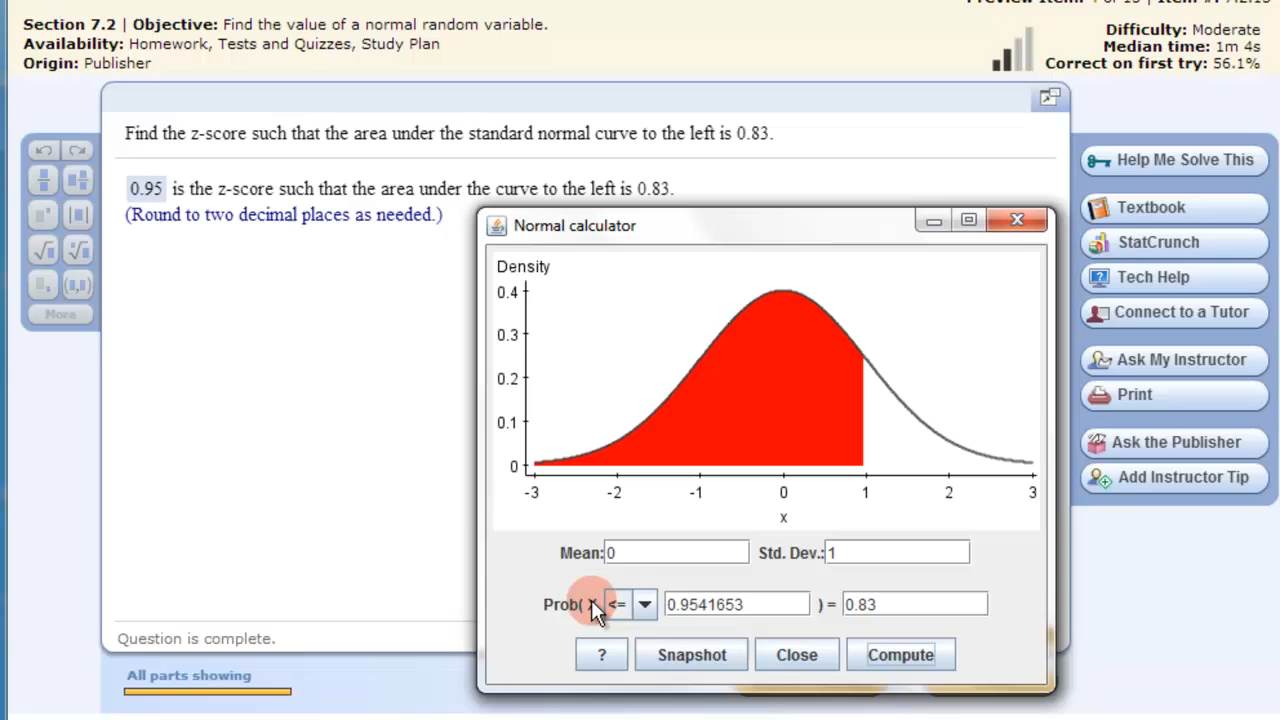 Section 7.2 | Objective: Find the value of a normal random variable.
Availability: Homework, Tests and Quizzes, Study Plan
Origin: Publisher
Difficulty: Moderate
Median time: 1m 4s
Correct on first try: 56.1%
Find the z-score such that the area under the standard normal curve to the left is 0.83.
0.95 is the z-score such that the area under the curve to the left is 0.83.
(Round to two decimal places as needed.)
More
Help Me Solve This
Textbook
StatCrunch
Tech Help
Connect to a Tutor
Ask My Instructor
Print
Ask the Publisher
Add Instructor Tip
Normal calculator
Density
0.4
0.3
0.2
0.1
0
-3 -2 -1 0 1 2 3
x
Mean: 0 Std. Dev.: 1
Prob( X <= 0.9541653 ) = 0.83
? Snapshot Close Compute
Question is complete.
All parts showing